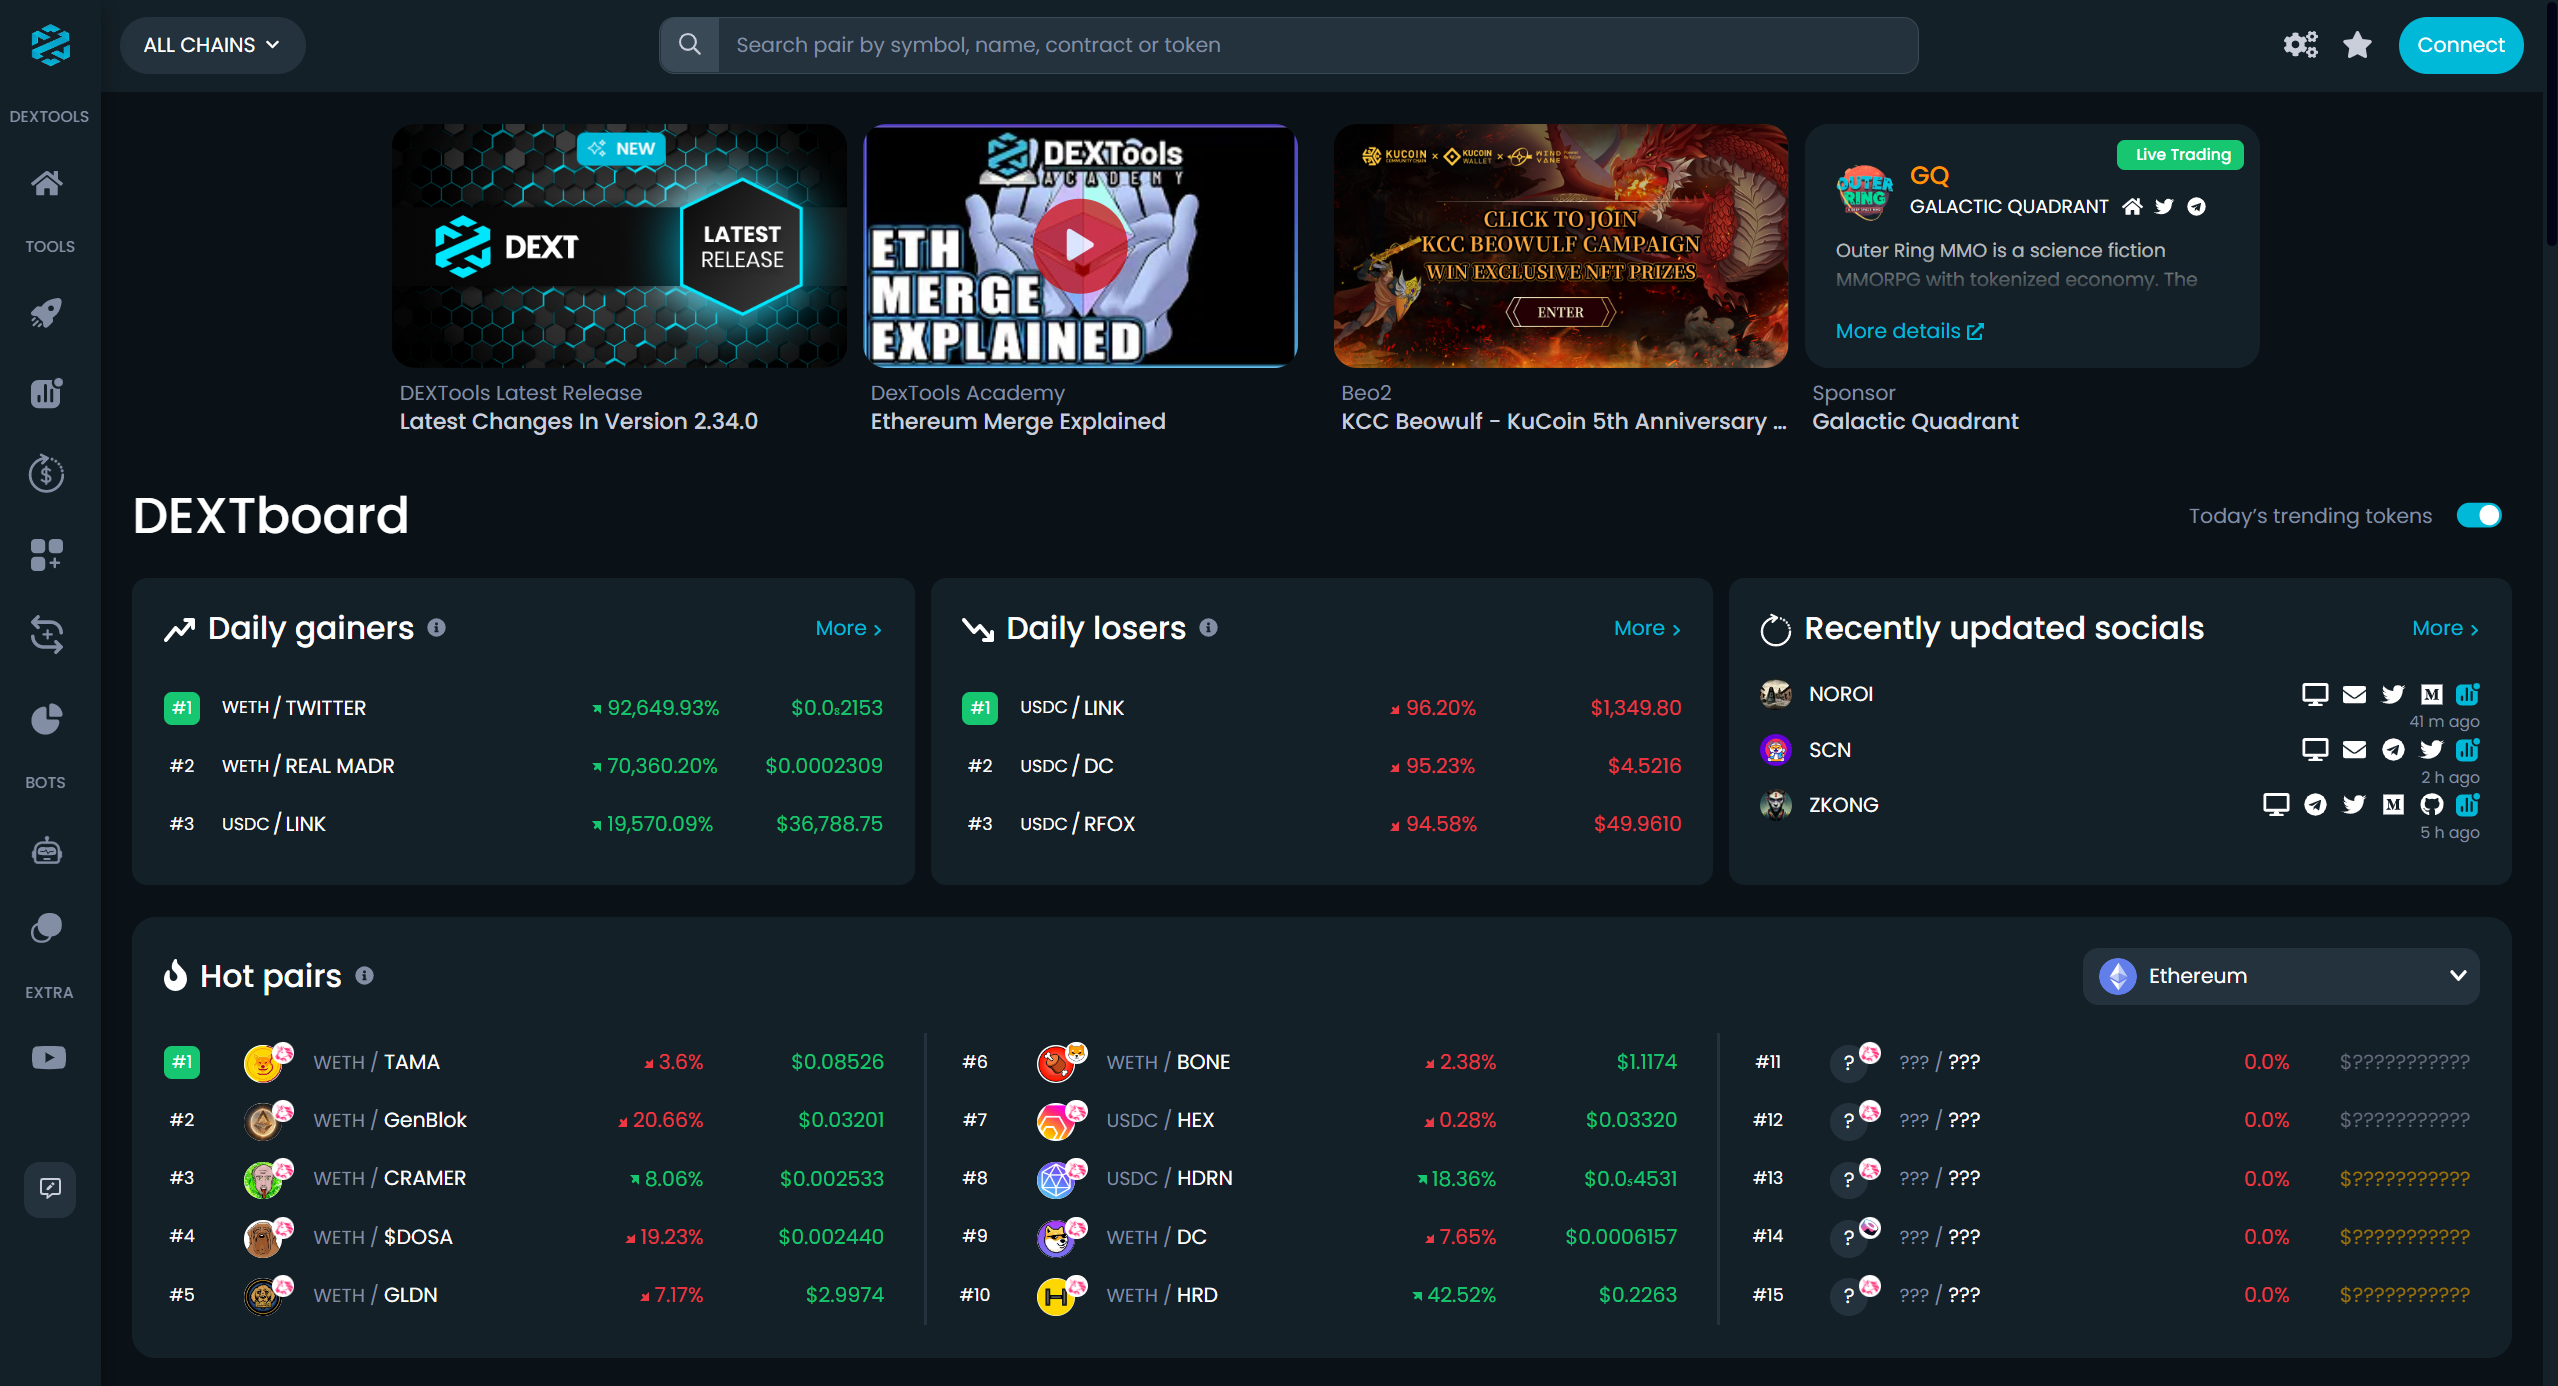 ALL CHAINS
Search pair by symbol, name, contract or token
Connect
DEXTOOLS
TOOLS
BOTS
EXTRA
NEW
DEXT
LATEST
RELEASE
DEXTools Latest Release
Latest Changes In Version 2.34.0
DEXTools
ACADEMY
ETH
MERGE
EXPLAINED
DexTools Academy
Ethereum Merge Explained
KUCOIN COMMUNITY CHAIN × KUCOIN WALLET × WIND VANE
CLICK TO JOIN
KCC BEOWULF CAMPAIGN
WIN EXCLUSIVE NFT PRIZES
ENTER
Beo2
KCC Beowulf - KuCoin 5th Anniversary ...
Live Trading
OUTER
RING
GQ
GALACTIC QUADRANT
Outer Ring MMO is a science fiction
MMORPG with tokenized economy. The
More details
Sponsor
Galactic Quadrant
DEXTboard
Today's trending tokens
Daily gainers
More >
#1 WETH / TWITTER 92,649.93% $0.0₈2153
#2 WETH / REAL MADR 70,360.20% $0.0002309
#3 USDC / LINK 19,570.09% $36,788.75
Daily losers
More >
#1 USDC / LINK 96.20% $1,349.80
#2 USDC / DC 95.23% $4.5216
#3 USDC / RFOX 94.58% $49.9610
Recently updated socials
More >
NOROI
41 m ago
SCN
2 h ago
ZKONG
5 h ago
Hot pairs
Ethereum
#1 WETH / TAMA 3.6% $0.08526
#2 WETH / GenBlok 20.66% $0.03201
#3 WETH / CRAMER 8.06% $0.002533
#4 WETH / $DOSA 19.23% $0.002440
#5 WETH / GLDN 7.17% $2.9974
#6 WETH / BONE 2.38% $1.1174
#7 USDC / HEX 0.28% $0.03320
#8 USDC / HDRN 18.36% $0.0₅4531
#9 WETH / DC 7.65% $0.0006157
#10 WETH / HRD 42.52% $0.2263
#11 ? ??? / ??? 0.0% $???????????
#12 ? ??? / ??? 0.0% $???????????
#13 ? ??? / ??? 0.0% $???????????
#14 ? ??? / ??? 0.0% $???????????
#15 ? ??? / ??? 0.0% $???????????